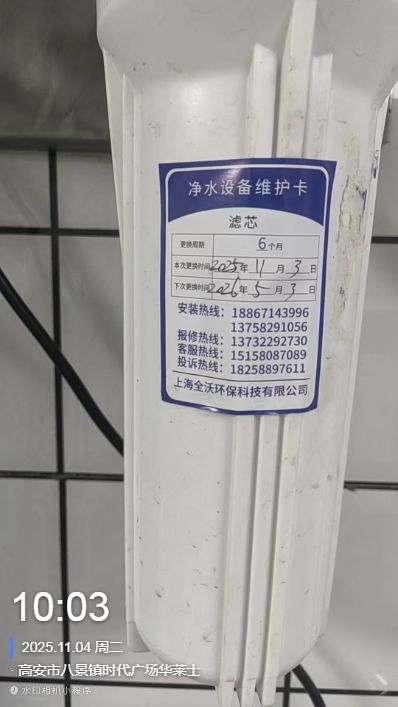 净水设备维护卡
滤芯
更换周期 6个月
本次更换时间 2025年 11 月 3 日
下次更换时间 2026年 5 月 3 日
安装热线：18867143996
13758291056
报修热线：13732292730
客服热线：15158087089
投诉热线：18258897611
上海全沃环保科技有限公司
10:03
2025.11.04 周二
·高安市八景镇时代广场华莱士
水印相机小程序